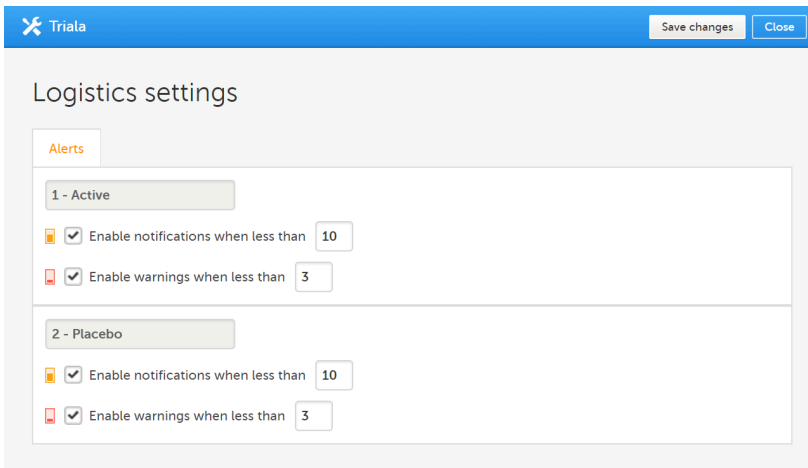 Triala
Save changes
Close
Logistics settings
Alerts
1 - Active
Enable notifications when less than 10
Enable warnings when less than 3
2 - Placebo
Enable notifications when less than 10
Enable warnings when less than 3